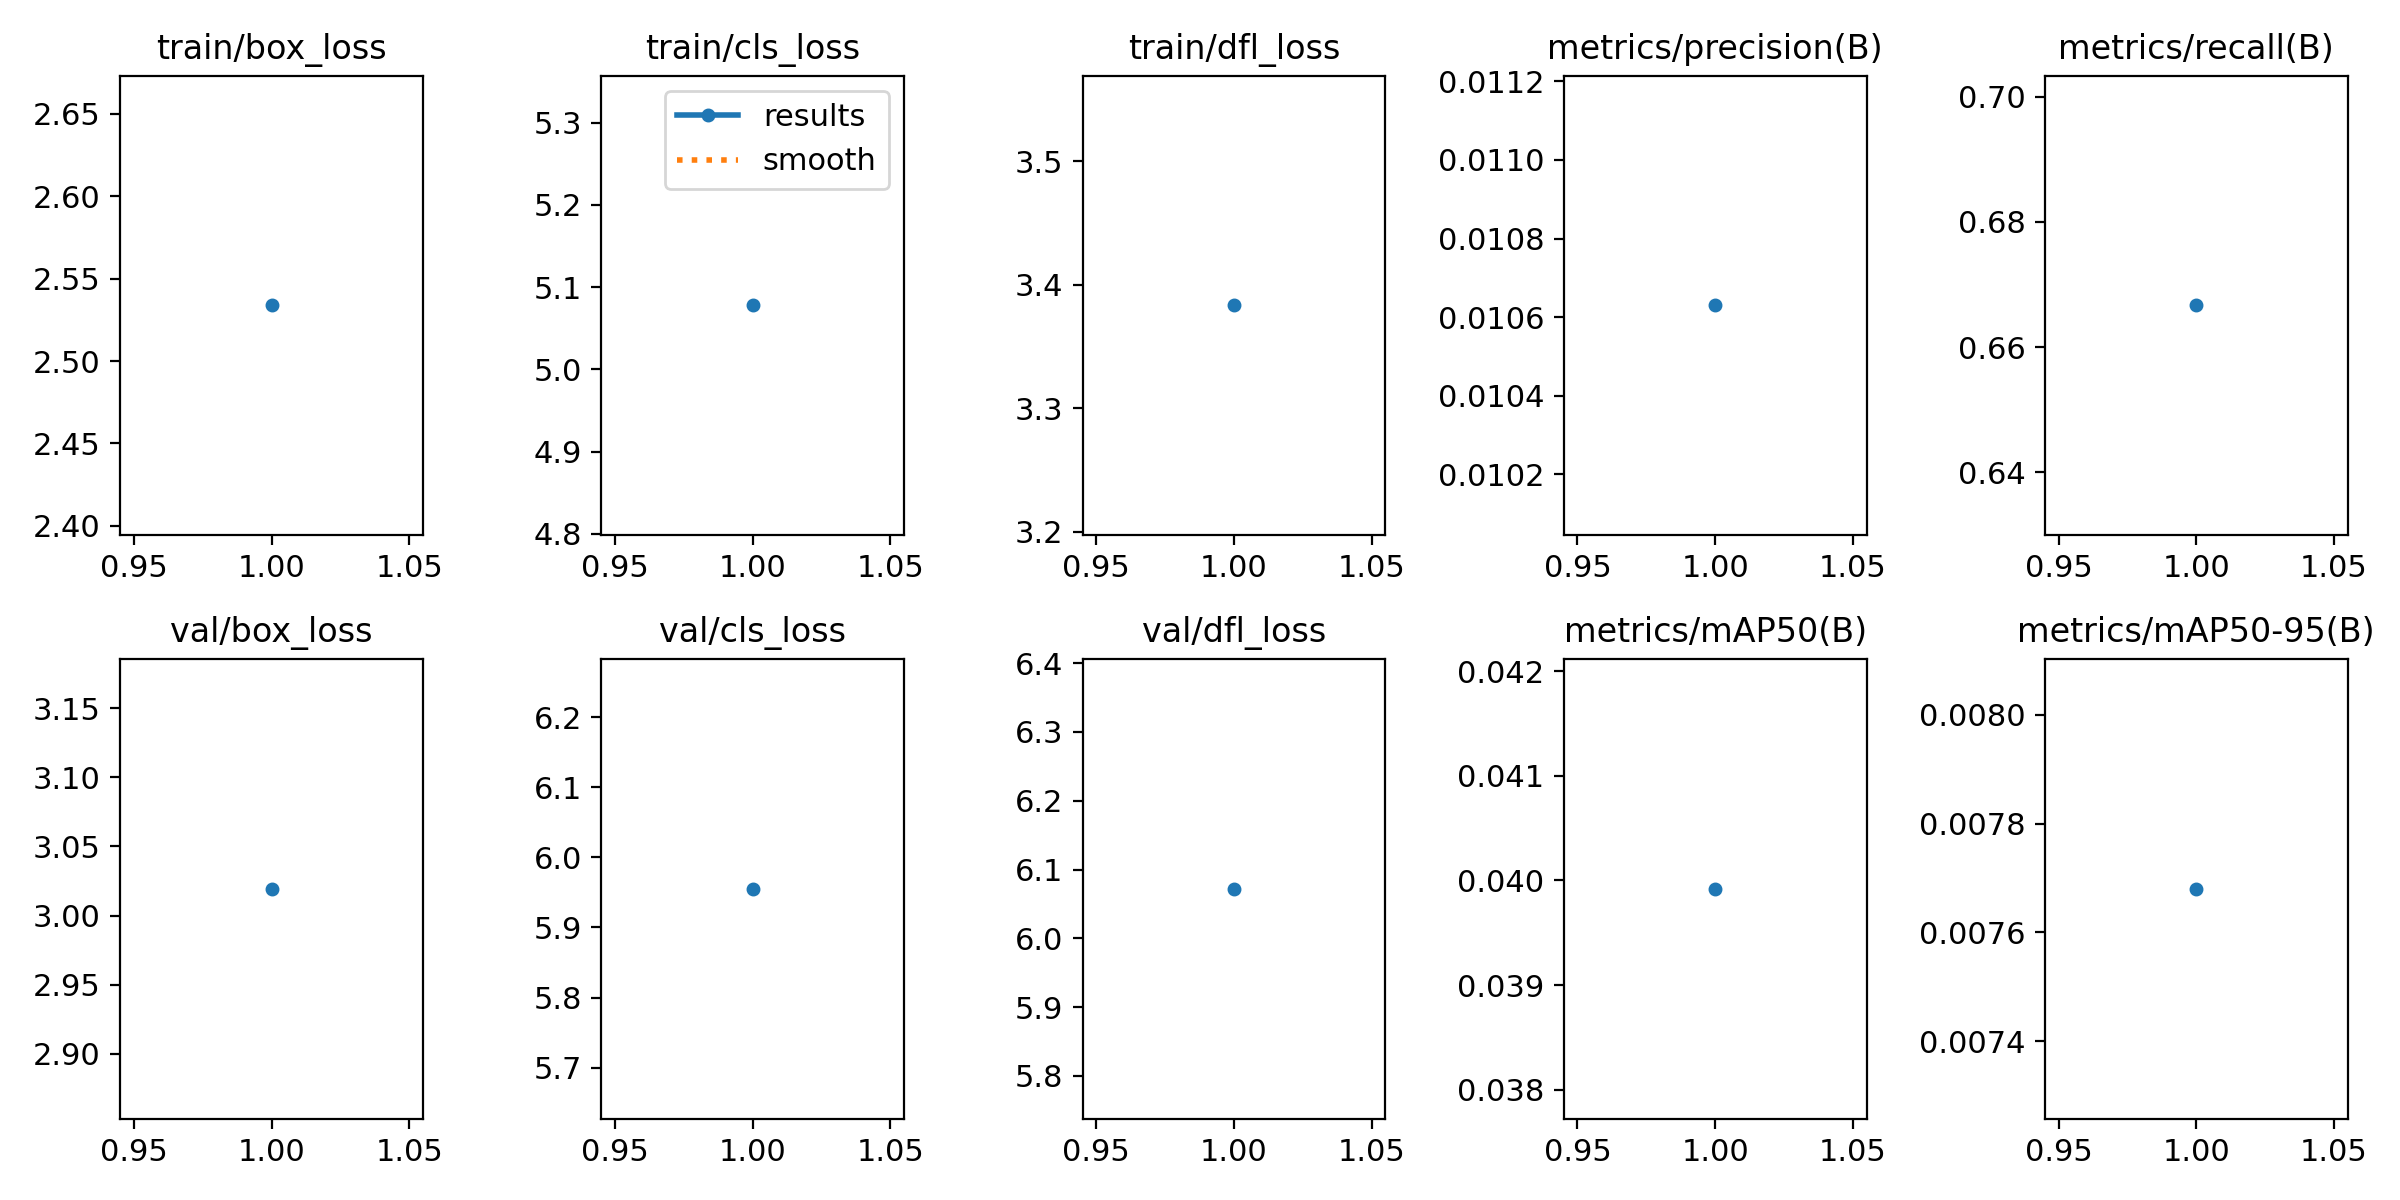 train/box_loss
2.65
2.60
2.55
2.50
2.45
2.40
0.95 1.00 1.05
train/cls_loss
results
smooth
5.3
5.2
5.1
5.0
4.9
4.8
0.95 1.00 1.05
train/dfl_loss
3.5
3.4
3.3
3.2
0.95 1.00 1.05
metrics/precision(B)
0.0112
0.0110
0.0108
0.0106
0.0104
0.0102
0.95 1.00 1.05
metrics/recall(B)
0.70
0.68
0.66
0.64
0.95 1.00 1.05
val/box_loss
3.15
3.10
3.05
3.00
2.95
2.90
0.95 1.00 1.05
val/cls_loss
6.2
6.1
6.0
5.9
5.8
5.7
0.95 1.00 1.05
val/dfl_loss
6.4
6.3
6.2
6.1
6.0
5.9
5.8
0.95 1.00 1.05
metrics/mAP50(B)
0.042
0.041
0.040
0.039
0.038
0.95 1.00 1.05
metrics/mAP50-95(B)
0.0080
0.0078
0.0076
0.0074
0.95 1.00 1.05